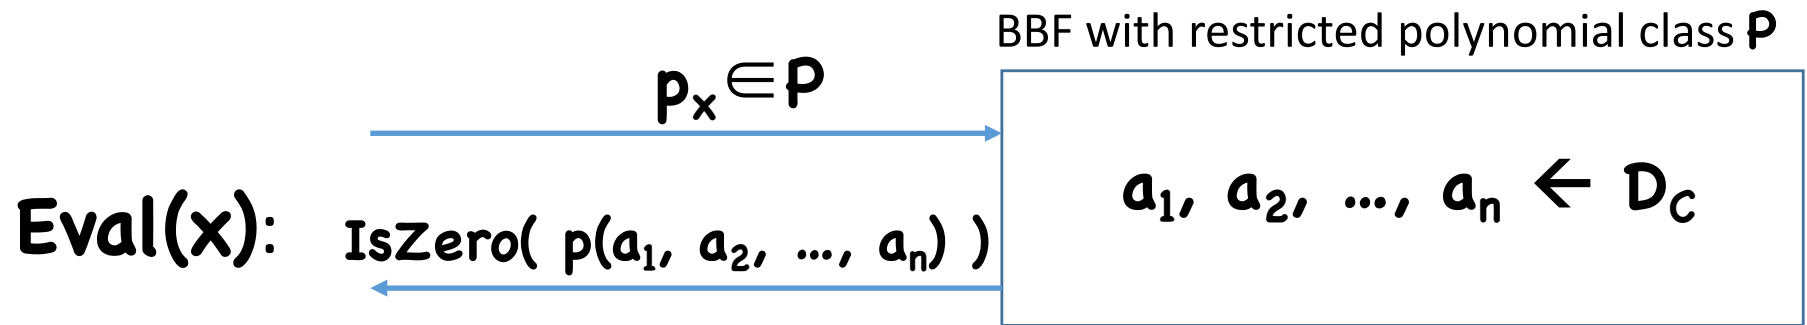 BBF with restricted polynomial class P
pₓ ∈ P
a₁, a₂, …, aₙ ← D_C
Eval(x): IsZero( p(a₁, a₂, …, aₙ) )